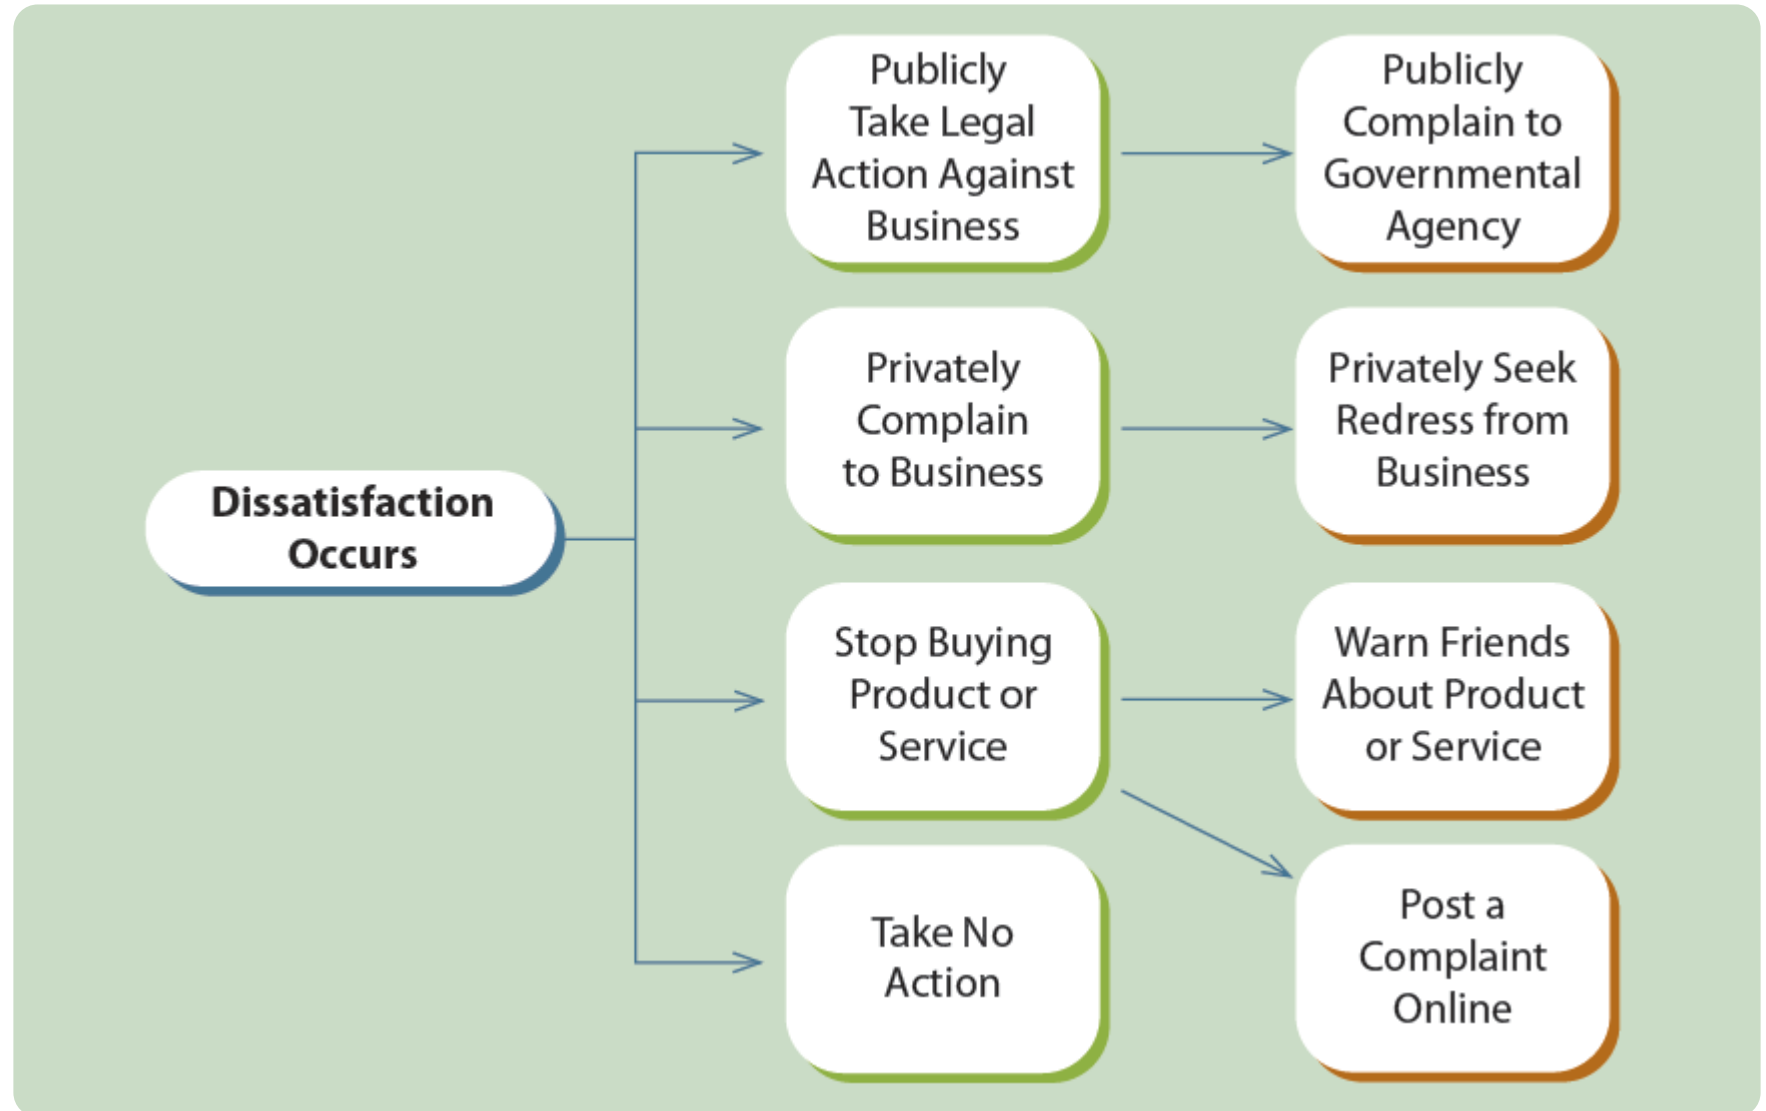 Dissatisfaction
Occurs
Publicly
Take Legal
Action Against
Business
Publicly
Complain to
Governmental
Agency
Privately
Complain
to Business
Privately Seek
Redress from
Business
Stop Buying
Product or
Service
Warn Friends
About Product
or Service
Take No
Action
Post a
Complaint
Online